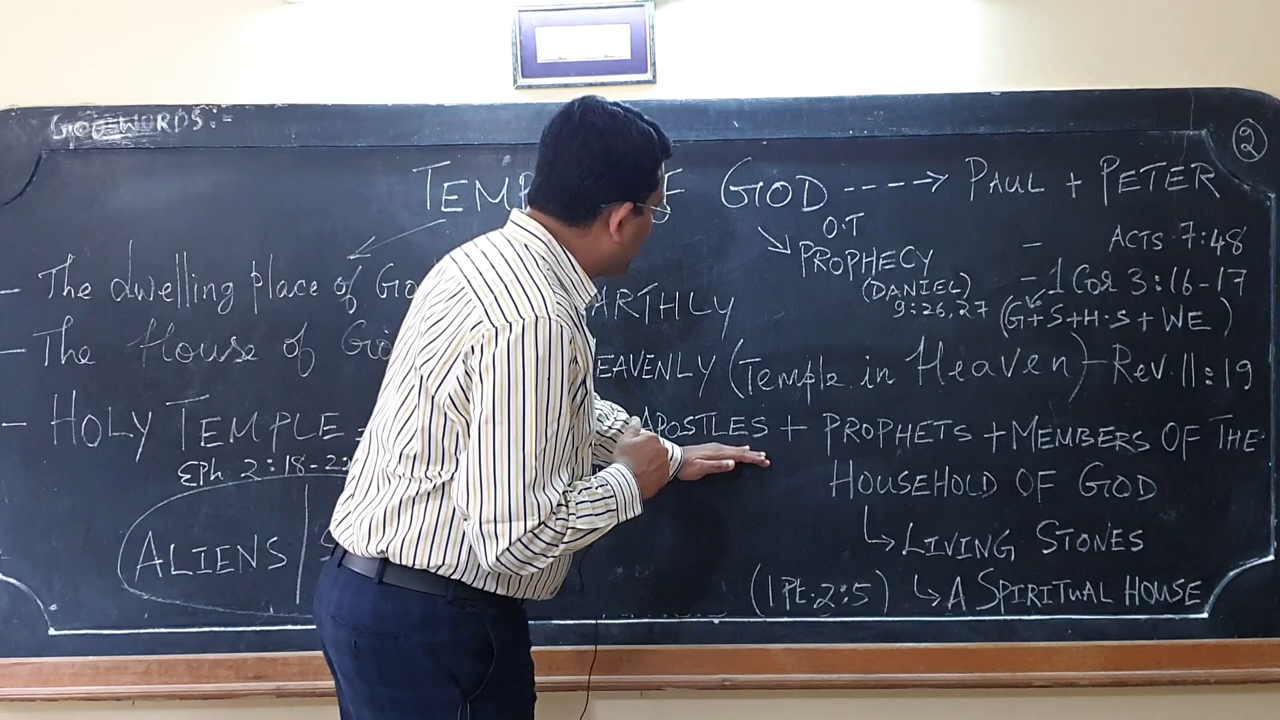 GOD WORDS:-
2
TEMP F GOD ----> PAUL + PETER
O.T
PROPHECY
(DANIEL)
9:26,27
- ACTS 7:48
- 1 Cor 3:16-17
(G+S+H.S+WE)
- The dwelling place of Go ARTHLY
- The House of Go EAVENLY (Temple in Heaven) - Rev. 11:19
- HOLY TEMPLE = APOSTLES + PROPHETS + MEMBERS OF THE
Eph. 2:18-22
HOUSEHOLD OF GOD
ALIENS | S
↳ LIVING STONES
(1 Pt. 2:5) ↳ A SPIRITUAL HOUSE